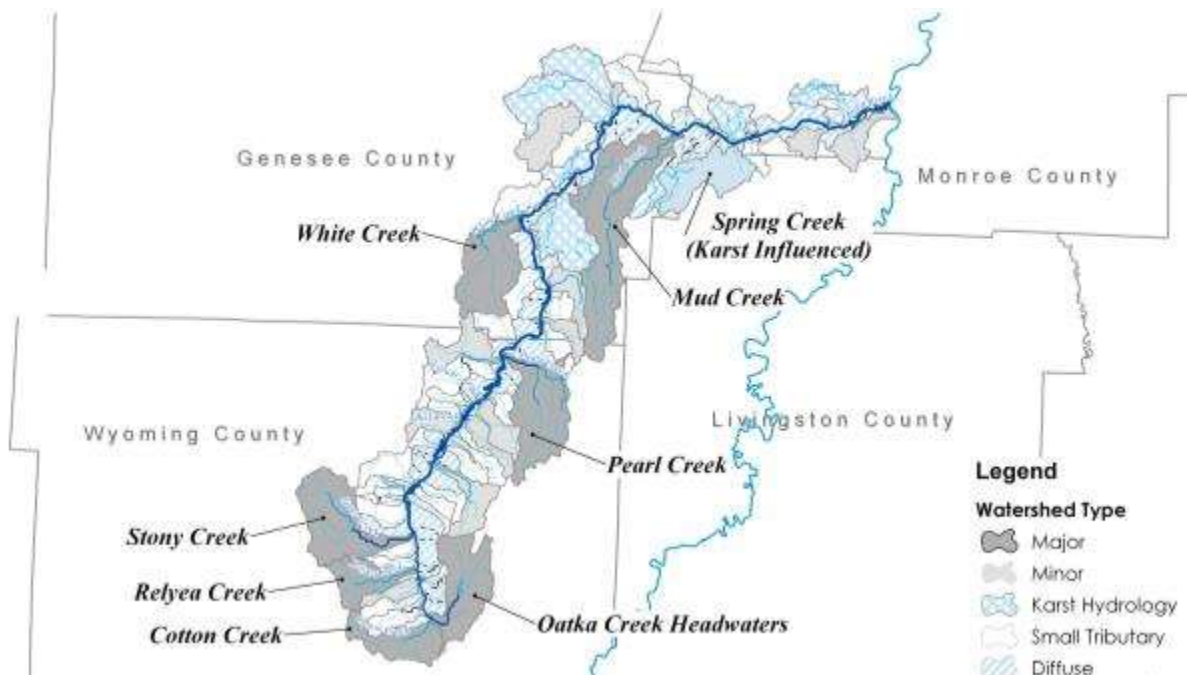 Genesee County
Monroe County
White Creek
Spring Creek
(Karst Influenced)
Mud Creek
Wyoming County
Livingston County
Pearl Creek
Stony Creek
Relyea Creek
Cotton Creek
Oatka Creek Headwaters
Legend
Watershed Type
Major
Minor
Karst Hydrology
Small Tributary
Diffuse